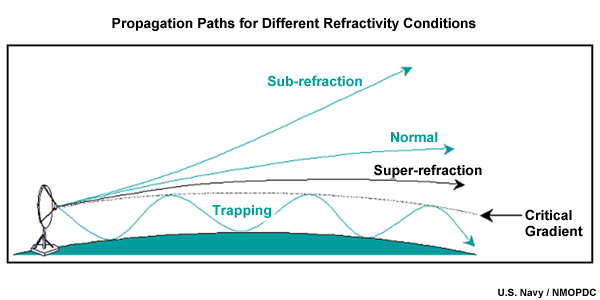 Propagation Paths for Different Refractivity Conditions
Sub-refraction
Normal
Super-refraction
Trapping
Critical
Gradient
U.S. Navy / NMOPDC